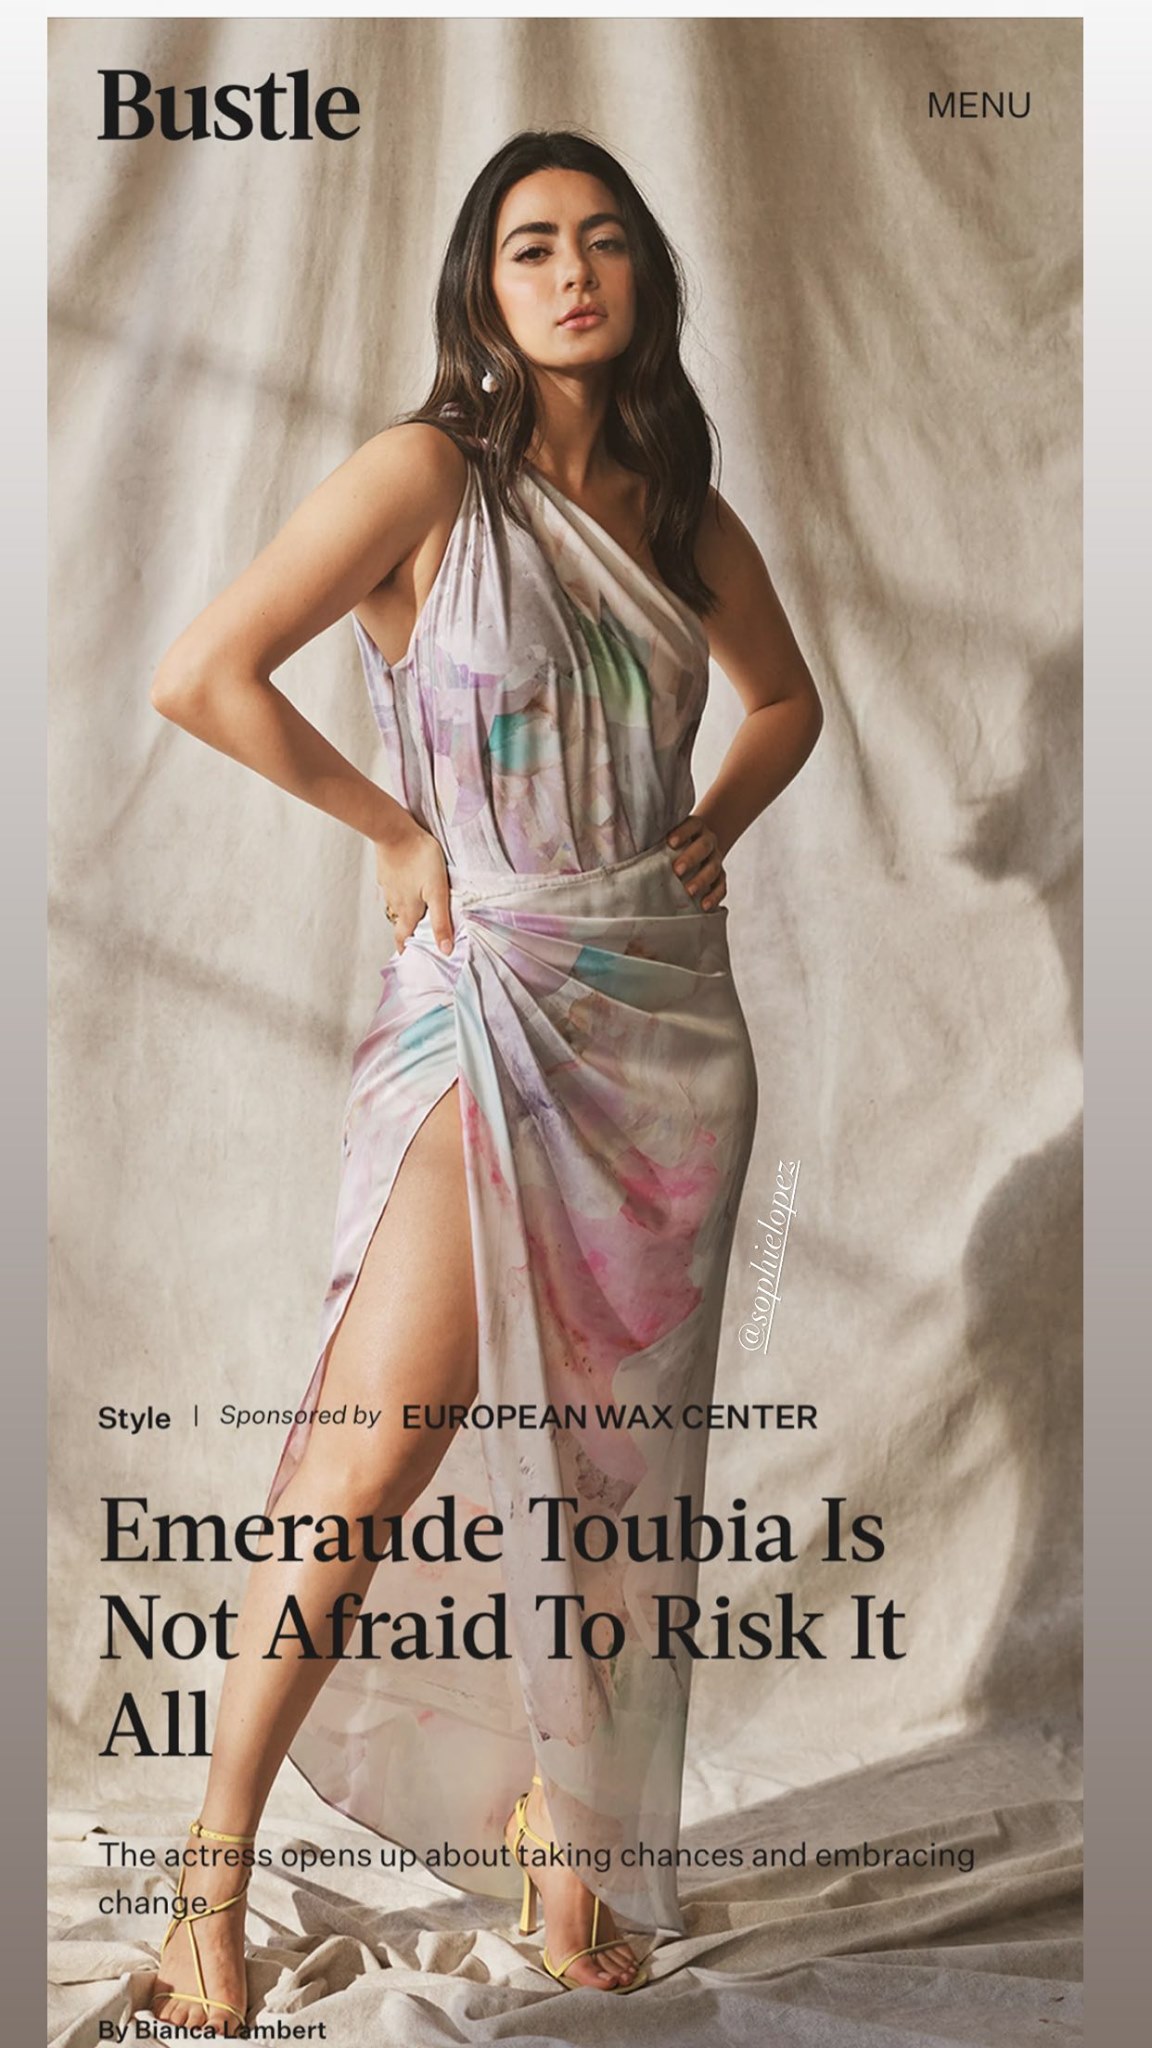 Bustle
MENU
@sophielopez
Style | Sponsored by EUROPEAN WAX CENTER
Emeraude Toubia Is
Not Afraid To Risk It
All
The actress opens up about taking chances and embracing
change.
By Bianca Lambert